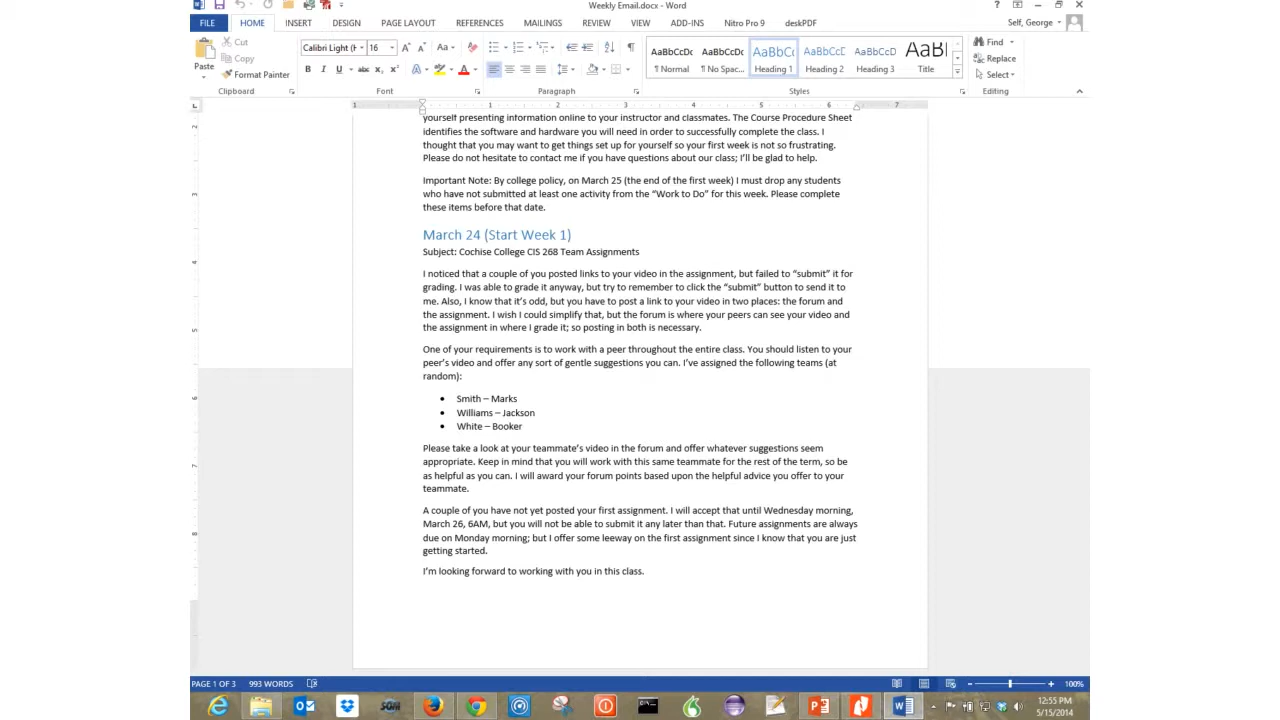 Weekly Email.docx - Word
FILE HOME INSERT DESIGN PAGE LAYOUT REFERENCES MAILINGS REVIEW VIEW ADD-INS Nitro Pro 9 deskPDF Self, George
Paste
Cut
Copy
Format Painter
Calibri Light (H 16
AaBbCcDc AaBbCcDc AaBbC( AaBbCcD AaBbCcD AaBI
¶ Normal ¶ No Spac... Heading 1 Heading 2 Heading 3 Title
Find
Replace
Select
Clipboard Font Paragraph Styles Editing
1 1 2 3 4 5 6 7
yourself presenting information online to your instructor and classmates. The Course Procedure Sheet
identifies the software and hardware you will need in order to successfully complete the class. I
thought that you may want to get things set up for yourself so your first week is not so frustrating.
Please do not hesitate to contact me if you have questions about our class; I’ll be glad to help.
Important Note: By college policy, on March 25 (the end of the first week) I must drop any students
who have not submitted at least one activity from the “Work to Do” for this week. Please complete
these items before that date.
March 24 (Start Week 1)
Subject: Cochise College CIS 268 Team Assignments
I noticed that a couple of you posted links to your video in the assignment, but failed to “submit” it for
grading. I was able to grade it anyway, but try to remember to click the “submit” button to send it to
me. Also, I know that it’s odd, but you have to post a link to your video in two places: the forum and
the assignment. I wish I could simplify that, but the forum is where your peers can see your video and
the assignment in where I grade it; so posting in both is necessary.
One of your requirements is to work with a peer throughout the entire class. You should listen to your
peer’s video and offer any sort of gentle suggestions you can. I’ve assigned the following teams (at
random):
• Smith – Marks
• Williams – Jackson
• White – Booker
Please take a look at your teammate’s video in the forum and offer whatever suggestions seem
appropriate. Keep in mind that you will work with this same teammate for the rest of the term, so be
as helpful as you can. I will award your forum points based upon the helpful advice you offer to your
teammate.
A couple of you have not yet posted your first assignment. I will accept that until Wednesday morning,
March 26, 6AM, but you will not be able to submit it any later than that. Future assignments are always
due on Monday morning; but I offer some leeway on the first assignment since I know that you are just
getting started.
I’m looking forward to working with you in this class.
PAGE 1 OF 3 993 WORDS 100%
12:55 PM
5/15/2014